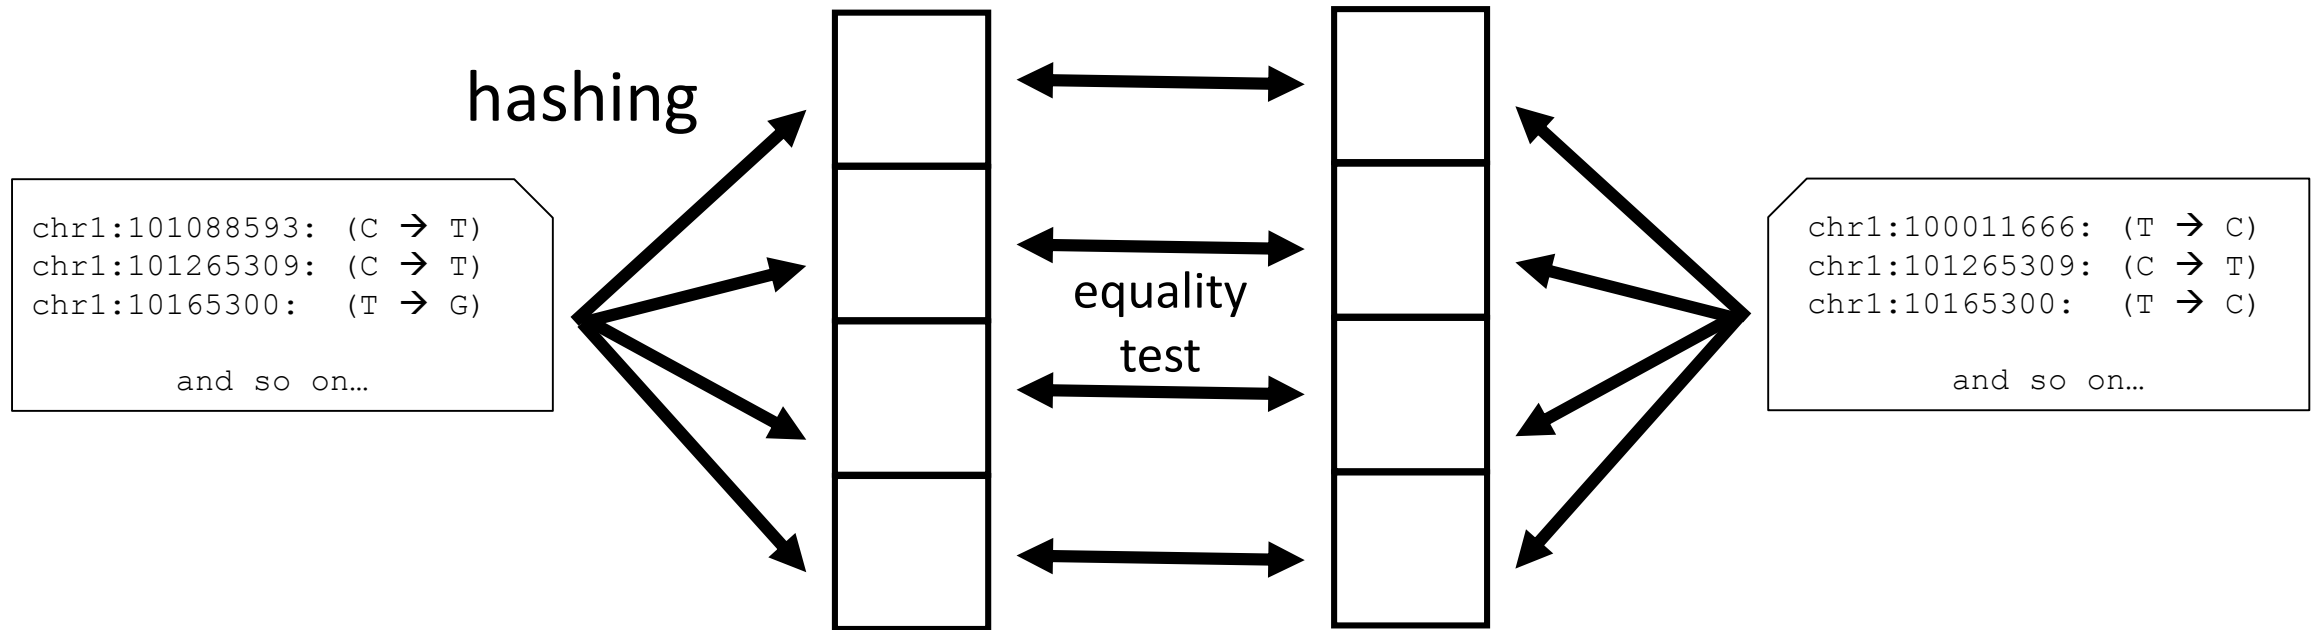 hashing
chr1:101088593: (C → T)
chr1:101265309: (C → T)
chr1:10165300: (T → G)
and so on…
equality
test
chr1:100011666: (T → C)
chr1:101265309: (C → T)
chr1:10165300: (T → C)
and so on…